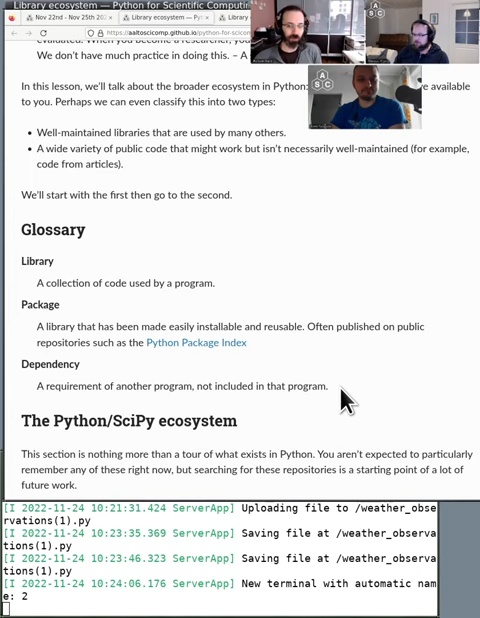 Library ecosystem — Python for Scientific Computin
Nov 22nd - Nov 25th 202
Library ecosystem — Pyt
Library
https://aaltoscicomp.github.io/python-for-scicom
We don't have much practice in doing this. – A
In this lesson, we'll talk about the broader ecosystem in Python:
ve available
to you. Perhaps we can even classify this into two types:
Well-maintained libraries that are used by many others.
A wide variety of public code that might work but isn't necessarily well-maintained (for example,
code from articles).
We'll start with the first then go to the second.
Glossary
Library
A collection of code used by a program.
Package
A library that has been made easily installable and reusable. Often published on public
repositories such as the Python Package Index
Dependency
A requirement of another program, not included in that program.
The Python/SciPy ecosystem
This section is nothing more than a tour of what exists in Python. You aren't expected to particularly
remember any of these right now, but searching for these repositories is a starting point of a lot of
future work.
[I 2022-11-24 10:21:31.424 ServerApp] Uploading file to /weather_obse
rvations(1).py
[I 2022-11-24 10:23:35.369 ServerApp] Saving file at /weather_observa
tions(1).py
[I 2022-11-24 10:23:46.323 ServerApp] Saving file at /weather_observa
tions(1).py
[I 2022-11-24 10:24:06.176 ServerApp] New terminal with automatic nam
e: 2